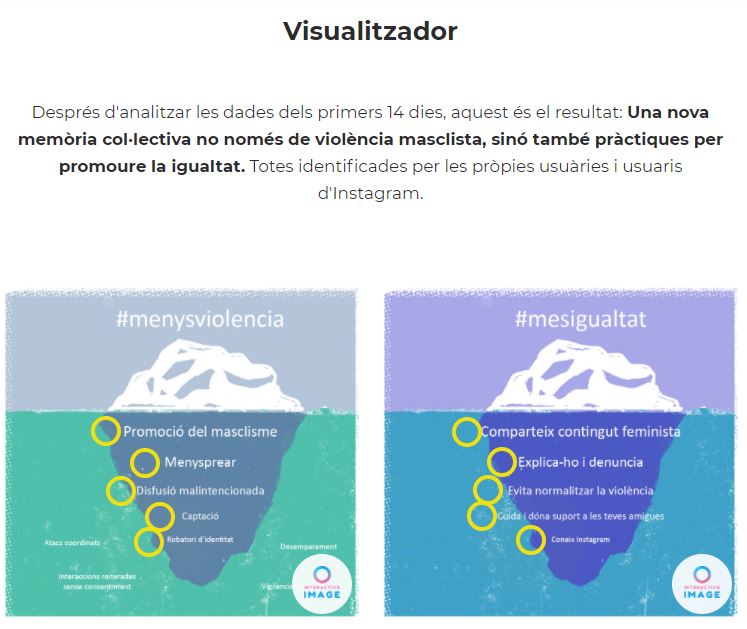 Visualitzador
Després d'analitzar les dades dels primers 14 dies, aquest és el resultat: Una nova
memòria col·lectiva no només de violència masclista, sinó també pràctiques per
promoure la igualtat. Totes identificades per les pròpies usuàries i usuaris
d'Instagram.
#menysviolencia
Promoció del masclisme
Menysprear
Disfusió malintencionada
Captació
Robatori d'identitat
Atacs coordinats
Desemparament
Interaccions reiterades
sense consentiment
INTERACTIVE
IMAGE
#mesigualtat
Comparteix contingut feminista
Explica-ho i denuncia
Evita normalitzar la violència
Cuida i dóna suport a les teves amigues
Coneix Instagram
INTERACTIVE
IMAGE